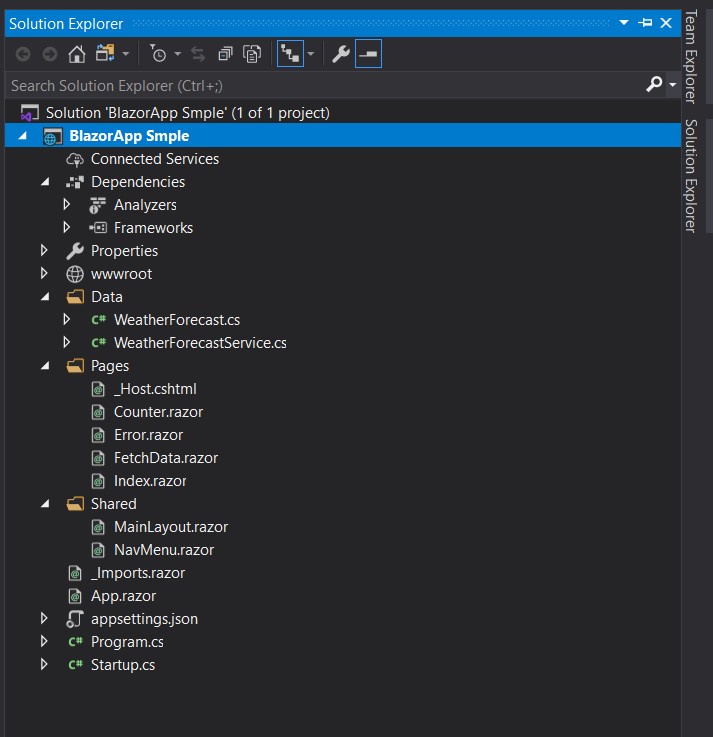 Solution Explorer
Search Solution Explorer (Ctrl+;)
Solution 'BlazorApp Smple' (1 of 1 project)
BlazorApp Smple
Connected Services
Dependencies
Analyzers
Frameworks
Properties
wwwroot
Data
C# WeatherForecast.cs
C# WeatherForecastService.cs
Pages
_Host.cshtml
Counter.razor
Error.razor
FetchData.razor
Index.razor
Shared
MainLayout.razor
NavMenu.razor
_Imports.razor
App.razor
appsettings.json
C# Program.cs
C# Startup.cs
Team Explorer
Solution Explorer